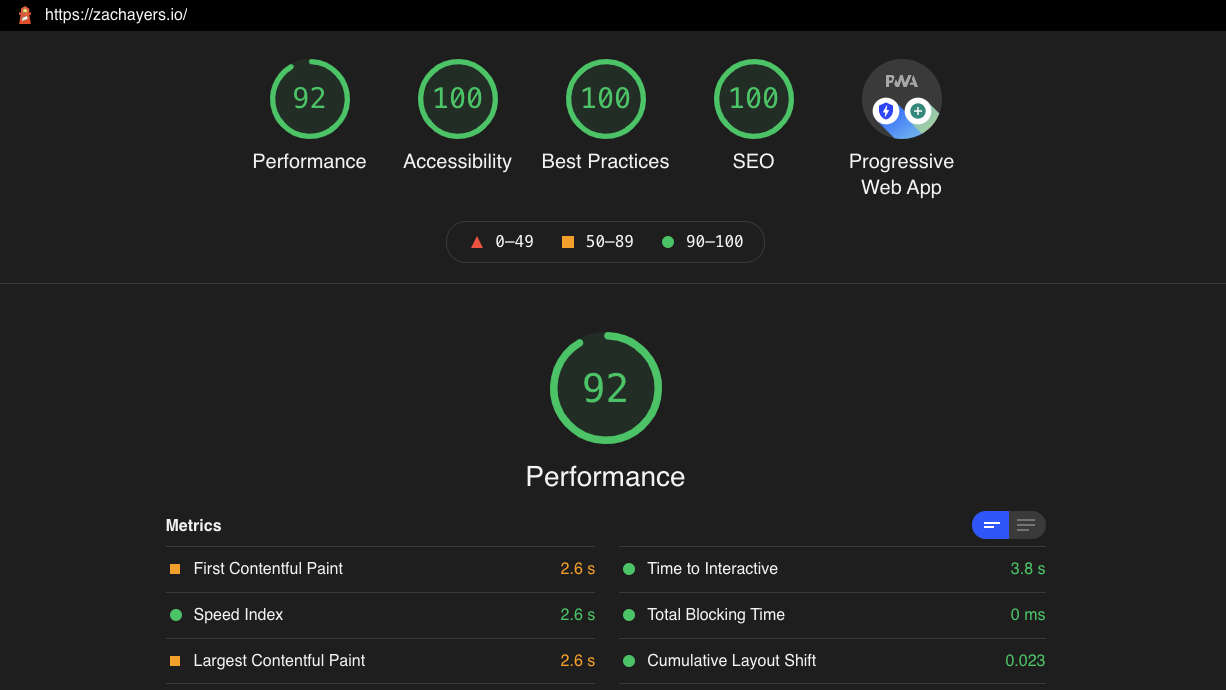 https://zachayers.io/
92
100
100
100
PWA
Performance
Accessibility
Best Practices
SEO
Progressive
Web App
0–49
50–89
90–100
92
Performance
Metrics
First Contentful Paint 2.6 s
Time to Interactive 3.8 s
Speed Index 2.6 s
Total Blocking Time 0 ms
Largest Contentful Paint 2.6 s
Cumulative Layout Shift 0.023